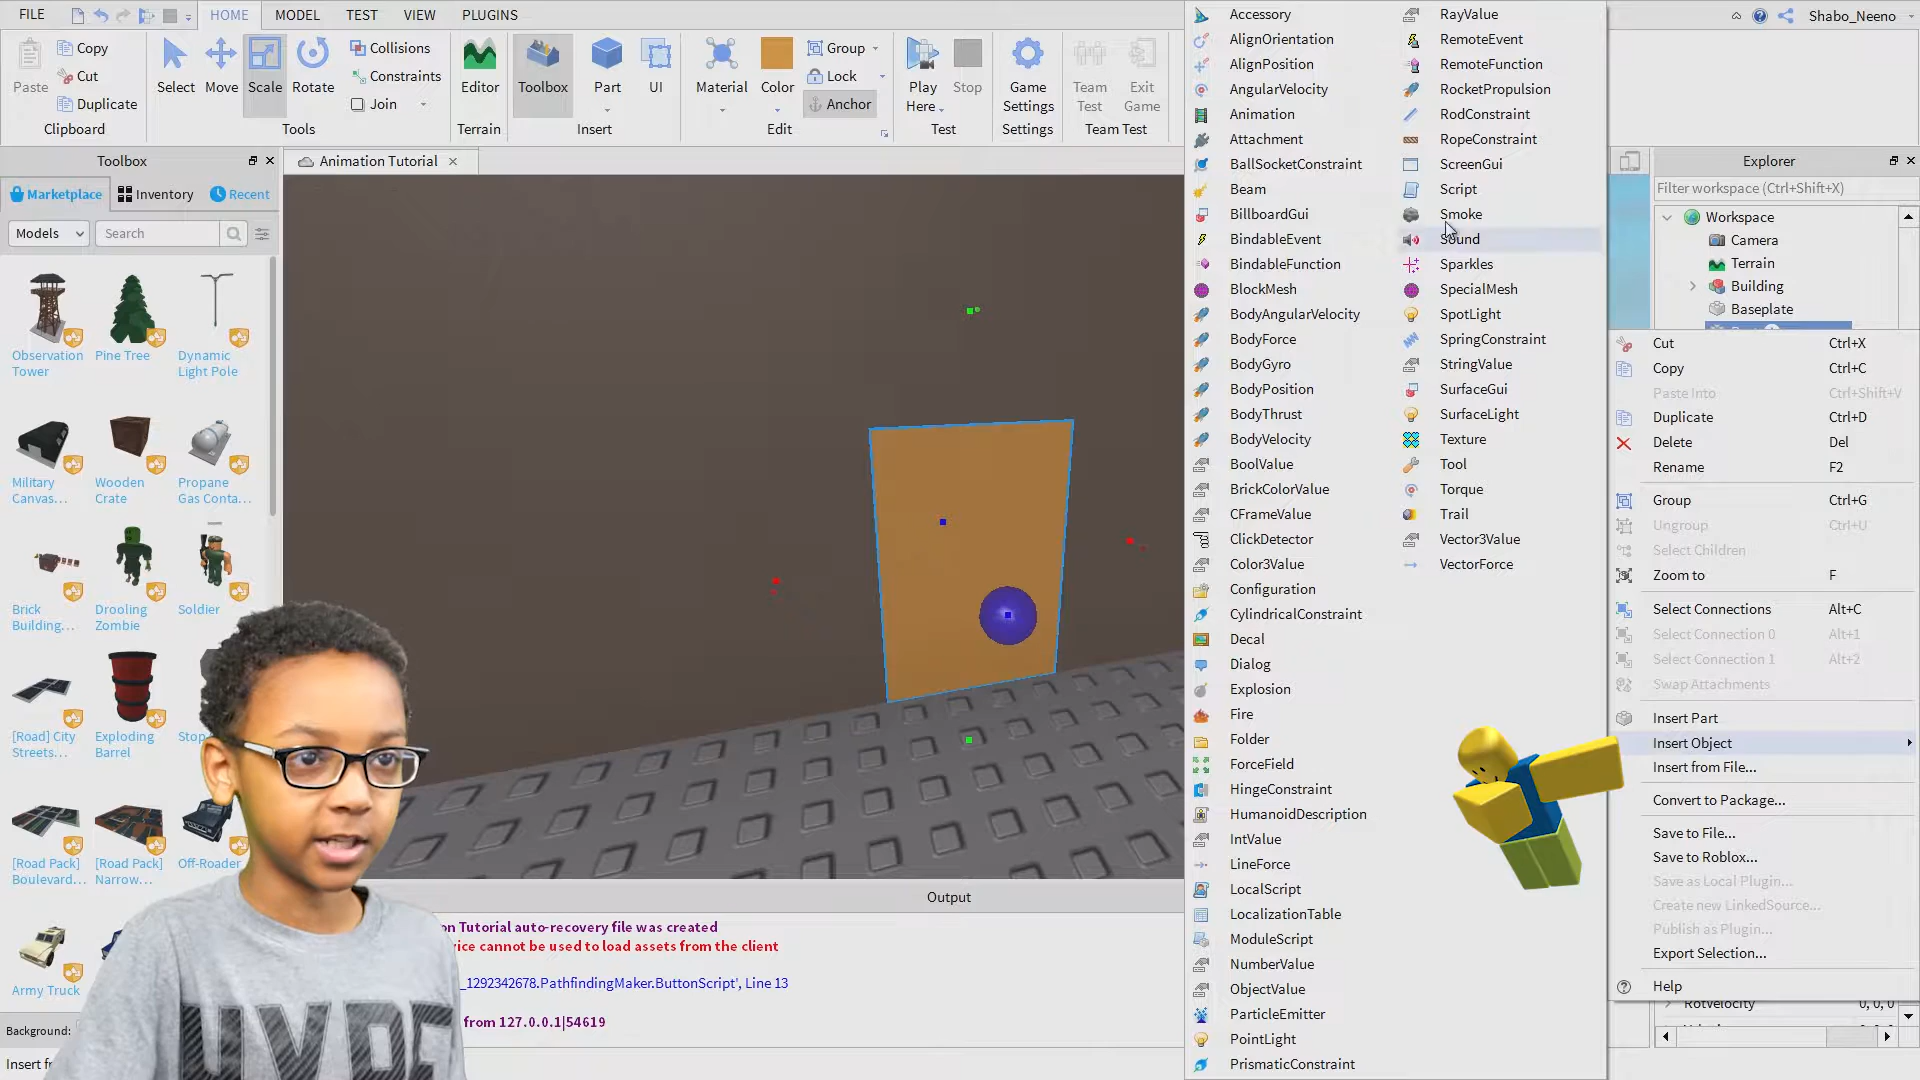 FILE
HOME
MODEL
TEST
VIEW
PLUGINS
Shabo_Neeno
Paste
Copy
Cut
Duplicate
Clipboard
Select
Move
Scale
Rotate
Collisions
Constraints
Join
Tools
Editor
Terrain
Toolbox
Part
UI
Insert
Material
Color
Group
Lock
Anchor
Edit
Play
Here
Stop
Test
Game
Settings
Settings
Team
Test
Exit
Game
Team Test
Toolbox
Marketplace
Inventory
Recent
Models
Search
Observation
Tower
Pine Tree
Dynamic
Light Pole
Military
Canvas...
Wooden
Crate
Propane
Gas Conta...
Brick
Building...
Drooling
Zombie
Soldier
[Road] City
Streets...
Exploding
Barrel
Stop
[Road Pack]
Boulevard...
[Road Pack]
Narrow...
Off-Roader
Army Truck
Background:
Animation Tutorial
Output
on Tutorial auto-recovery file was created
vice cannot be used to load assets from the client
_1292342678.PathfindingMaker.ButtonScript', Line 13
from 127.0.0.1|54619
Accessory
AlignOrientation
AlignPosition
AngularVelocity
Animation
Attachment
BallSocketConstraint
Beam
BillboardGui
BindableEvent
BindableFunction
BlockMesh
BodyAngularVelocity
BodyForce
BodyGyro
BodyPosition
BodyThrust
BodyVelocity
BoolValue
BrickColorValue
CFrameValue
ClickDetector
Color3Value
Configuration
CylindricalConstraint
Decal
Dialog
Explosion
Fire
Folder
ForceField
HingeConstraint
HumanoidDescription
IntValue
LineForce
LocalScript
LocalizationTable
ModuleScript
NumberValue
ObjectValue
ParticleEmitter
PointLight
PrismaticConstraint
RayValue
RemoteEvent
RemoteFunction
RocketPropulsion
RodConstraint
RopeConstraint
ScreenGui
Script
Smoke
Sound
Sparkles
SpecialMesh
SpotLight
SpringConstraint
StringValue
SurfaceGui
SurfaceLight
Texture
Tool
Torque
Trail
Vector3Value
VectorForce
Explorer
Filter workspace (Ctrl+Shift+X)
Workspace
Camera
Terrain
Building
Baseplate
Cut Ctrl+X
Copy Ctrl+C
Paste Into Ctrl+Shift+V
Duplicate Ctrl+D
Delete Del
Rename F2
Group Ctrl+G
Ungroup Ctrl+U
Select Children
Zoom to F
Select Connections Alt+C
Select Connection 0 Alt+1
Select Connection 1 Alt+2
Swap Attachments
Insert Part
Insert Object
Insert from File...
Convert to Package...
Save to File...
Save to Roblox...
Save as Local Plugin...
Create new LinkedSource...
Publish as Plugin...
Export Selection...
Help
RotVelocity 0, 0, 0